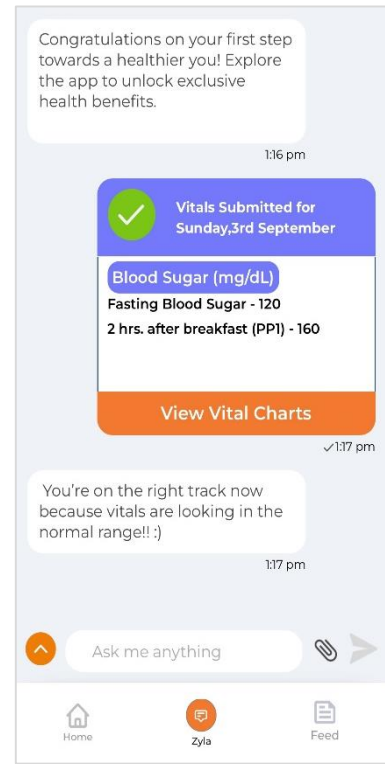 Congratulations on your first step
towards a healthier you! Explore
the app to unlock exclusive
health benefits.
1:16 pm
Vitals Submitted for
Sunday,3rd September
Blood Sugar (mg/dL)
Fasting Blood Sugar - 120
2 hrs. after breakfast (PP1) - 160
View Vital Charts
✓1:17 pm
You're on the right track now
because vitals are looking in the
normal range!! :)
1:17 pm
Ask me anything
Home
Zyla
Feed